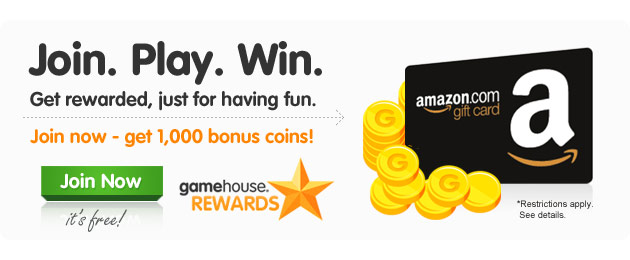 Join. Play. Win.
Get rewarded, just for having fun.
Join now - get 1,000 bonus coins!
Join Now
it's free!
gamehouse.
REWARDS
amazon.com
gift card
a
G
G
G
*Restrictions apply.
See details.